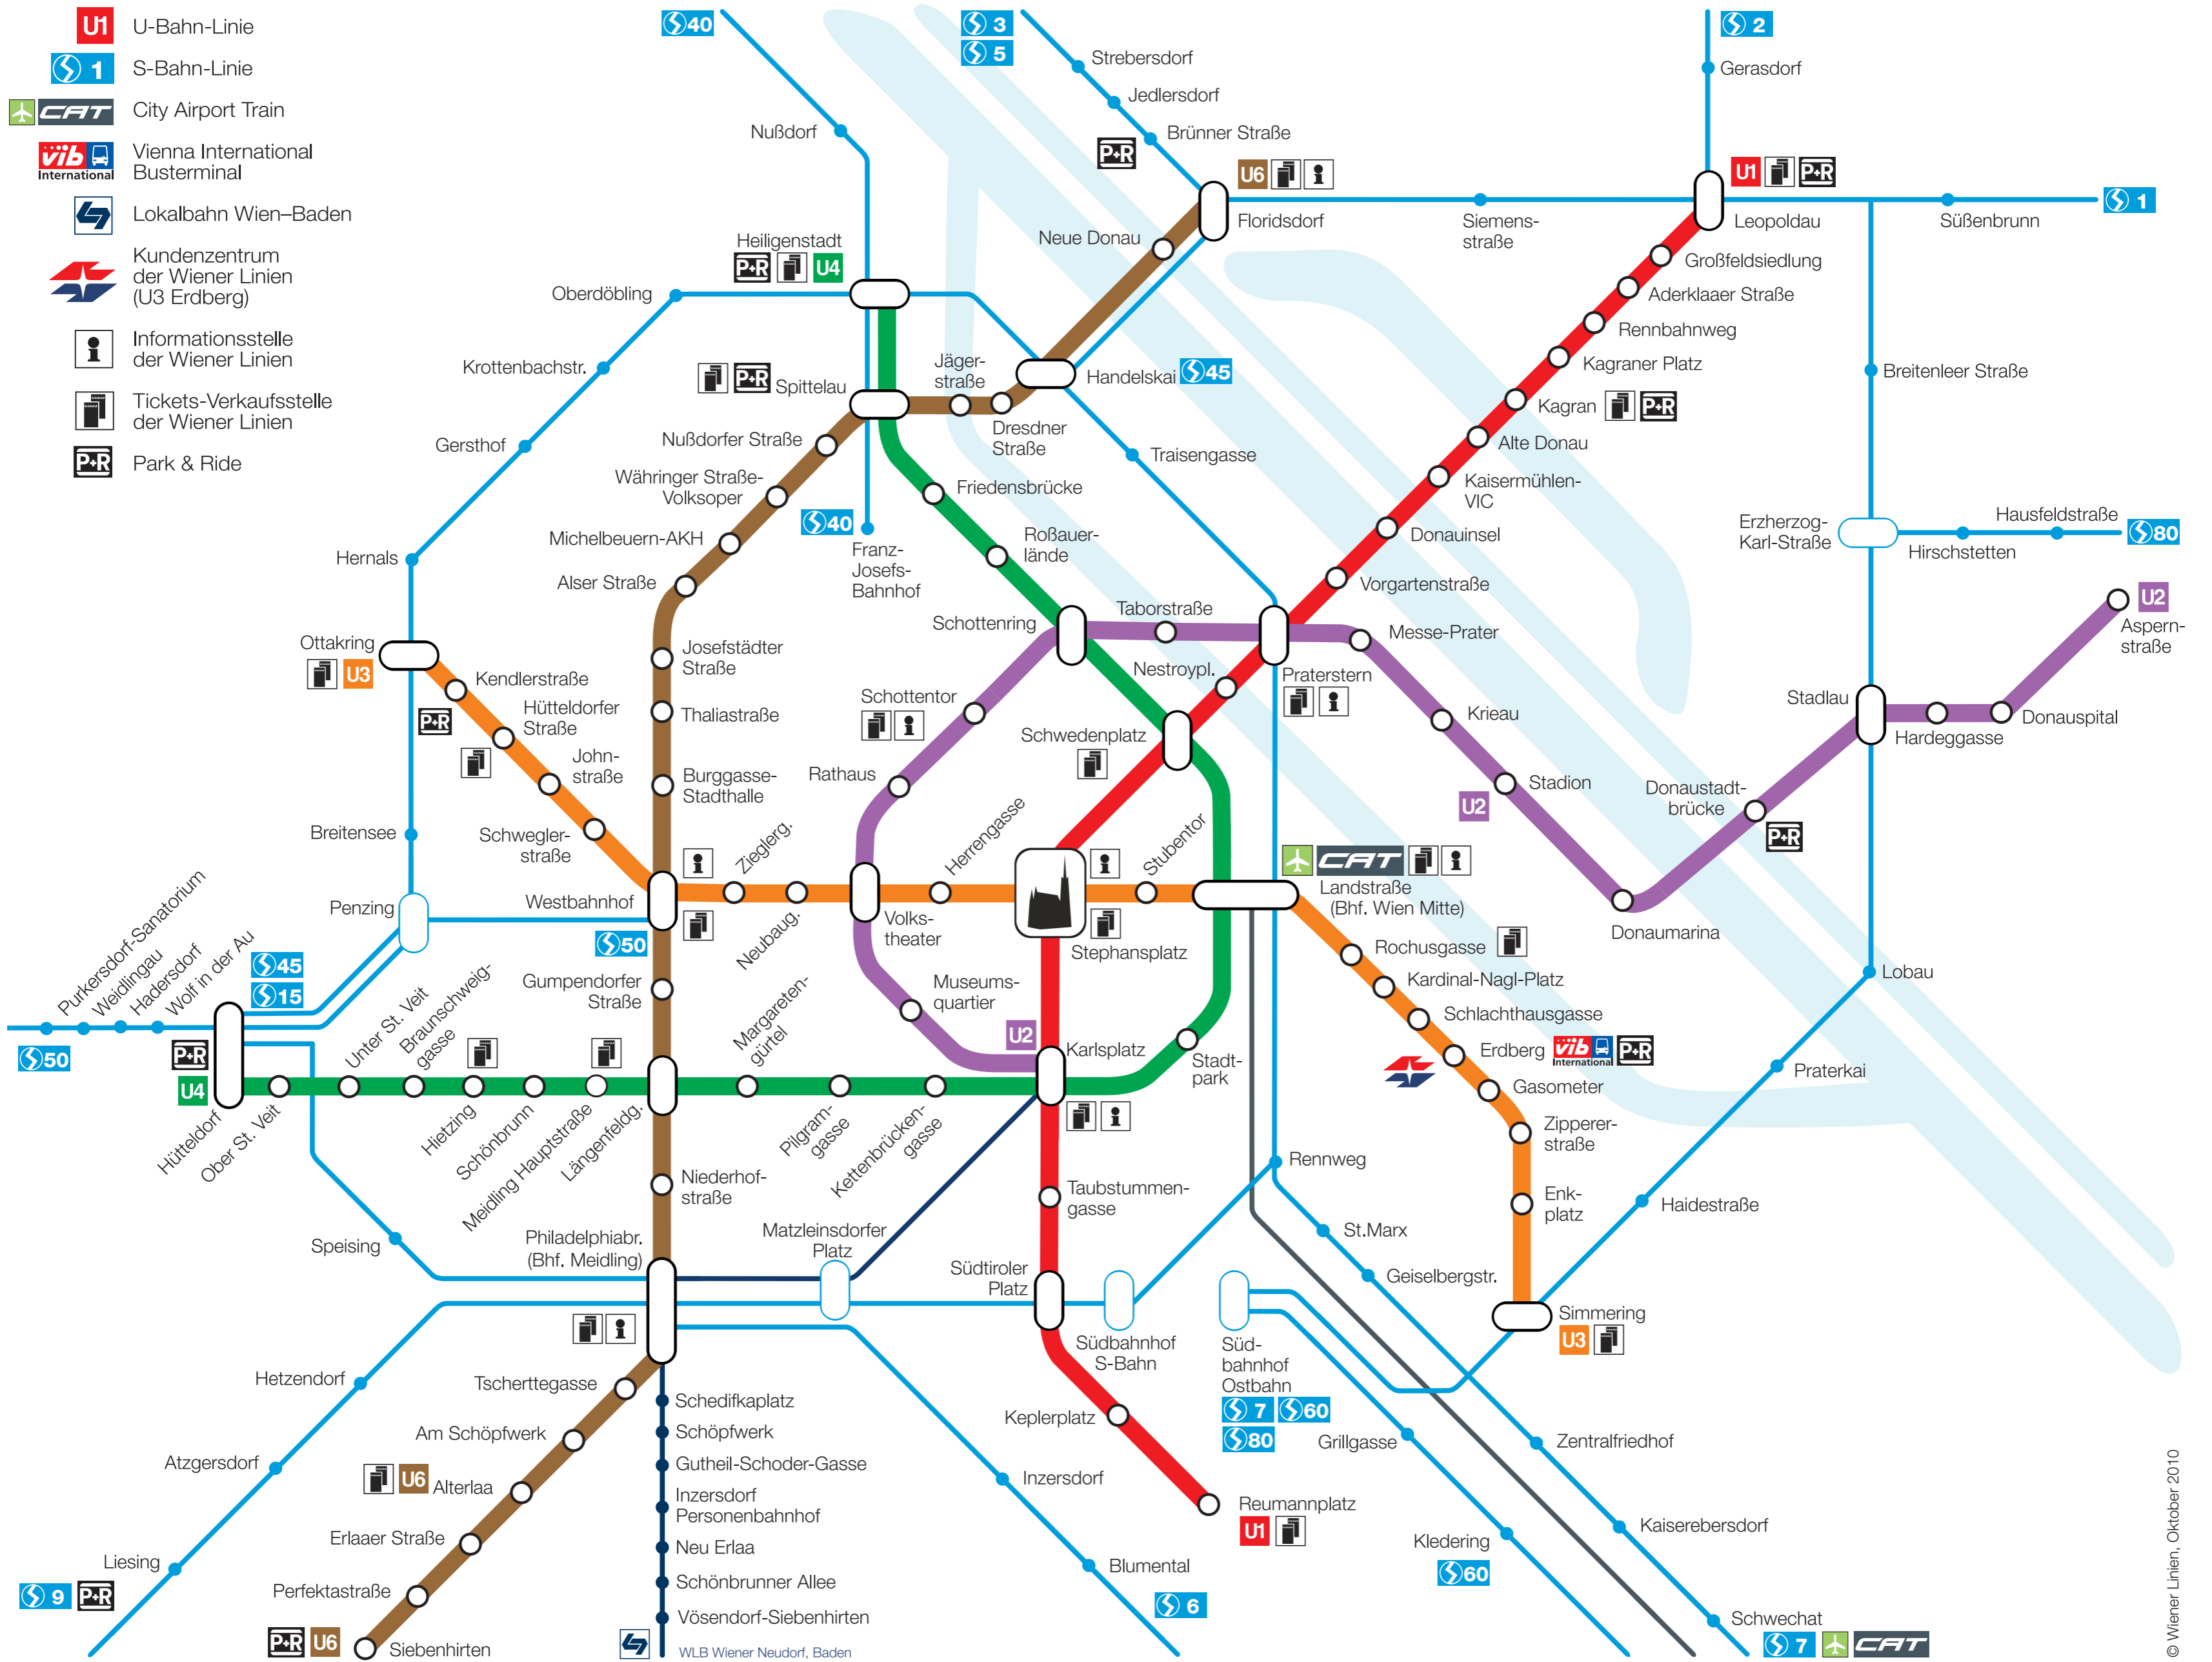 U1 U-Bahn-Linie
1 S-Bahn-Linie
CAT City Airport Train
vib
International
Vienna International
Busterminal
Lokalbahn Wien–Baden
Kundenzentrum
der Wiener Linien
(U3 Erdberg)
i
Informationsstelle
der Wiener Linien
Tickets-Verkaufsstelle
der Wiener Linien
P+R Park & Ride
40
3
5
2
Strebersdorf
Jedlersdorf
Brünner Straße
P+R
Gerasdorf
Nußdorf
U6 i
Floridsdorf
Siemens-
straße
U1 P+R
Leopoldau
Süßenbrunn
1
Neue Donau
Heiligenstadt
P+R U4
Oberdöbling
Großfeldsiedlung
Aderklaaer Straße
Rennbahnweg
Kagraner Platz
Kagran P+R
Alte Donau
Kaisermühlen-
VIC
Donauinsel
Vorgartenstraße
Breitenleer Straße
Krottenbachstr.
P+R Spittelau
Jäger-
straße
Handelskai 45
Dresdner
Straße
Traisengasse
Gersthof
Nußdorfer Straße
Währinger Straße-
Volksoper
Michelbeuern-AKH
Alser Straße
Friedensbrücke
Roßauer-
lände
40
Franz-
Josefs-
Bahnhof
Hernals
Erzherzog-
Karl-Straße
Hausfeldstraße
Hirschstetten
80
U2
Aspern-
straße
Ottakring
U3
Kendlerstraße
P+R
Hütteldorfer
Straße
John-
straße
Schwegler-
straße
Josefstädter
Straße
Thaliastraße
Burggasse-
Stadthalle
Schottenring
Taborstraße
Messe-Prater
Nestroypl.
Praterstern
i
Schottentor
i
Rathaus
Schwedenplatz
Krieau
Stadion
U2
Stadlau
Hardeggasse
Donauspital
Donaustadt-
brücke
P+R
Donaumarina
Breitensee
Penzing
Westbahnhof
i
50
Zieglerg.
Neubaug.
Volks-
theater
Herrengasse
i
Stephansplatz
Stubentor
CAT i
Landstraße
(Bhf. Wien Mitte)
Rochusgasse
Kardinal-Nagl-Platz
Schlachthausgasse
Erdberg vib P+R
International
Gasometer
Zipperer-
straße
Enk-
platz
Lobau
Praterkai
Haidestraße
Purkersdorf-Sanatorium
Weidlingau
Hadersdorf
Wolf in der Au
45
15
50
P+R
U4
Hütteldorf
Ober St. Veit
Unter St. Veit
Braunschweig-
gasse
Hietzing
Schönbrunn
Meidling Hauptstraße
Längenfeldg.
Gumpendorfer
Straße
Margareten-
gürtel
Pilgram-
gasse
Kettenbrücken-
gasse
Museums-
quartier
U2
Karlsplatz
i
Stadt-
park
Niederhof-
straße
Taubstummen-
gasse
Rennweg
St.Marx
Geiselbergstr.
Speising
Philadelphiabr.
(Bhf. Meidling)
i
Matzleinsdorfer
Platz
Südtiroler
Platz
Südbahnhof
S-Bahn
Süd-
bahnhof
Ostbahn
7 60
80
Simmering
U3
Hetzendorf
Tscherttegasse
Am Schöpfwerk
U6 Alterlaa
Erlaaer Straße
Perfektastraße
P+R U6
Siebenhirten
Atzgersdorf
Liesing
9 P+R
Schedifkaplatz
Schöpfwerk
Gutheil-Schoder-Gasse
Inzersdorf
Personenbahnhof
Neu Erlaa
Schönbrunner Allee
Vösendorf-Siebenhirten
WLB Wiener Neudorf, Baden
Keplerplatz
Reumannplatz
U1
Inzersdorf
Blumental
6
Grillgasse
Kledering
60
Zentralfriedhof
Kaiserebersdorf
Schwechat
7 CAT
© Wiener Linien, Oktober 2010